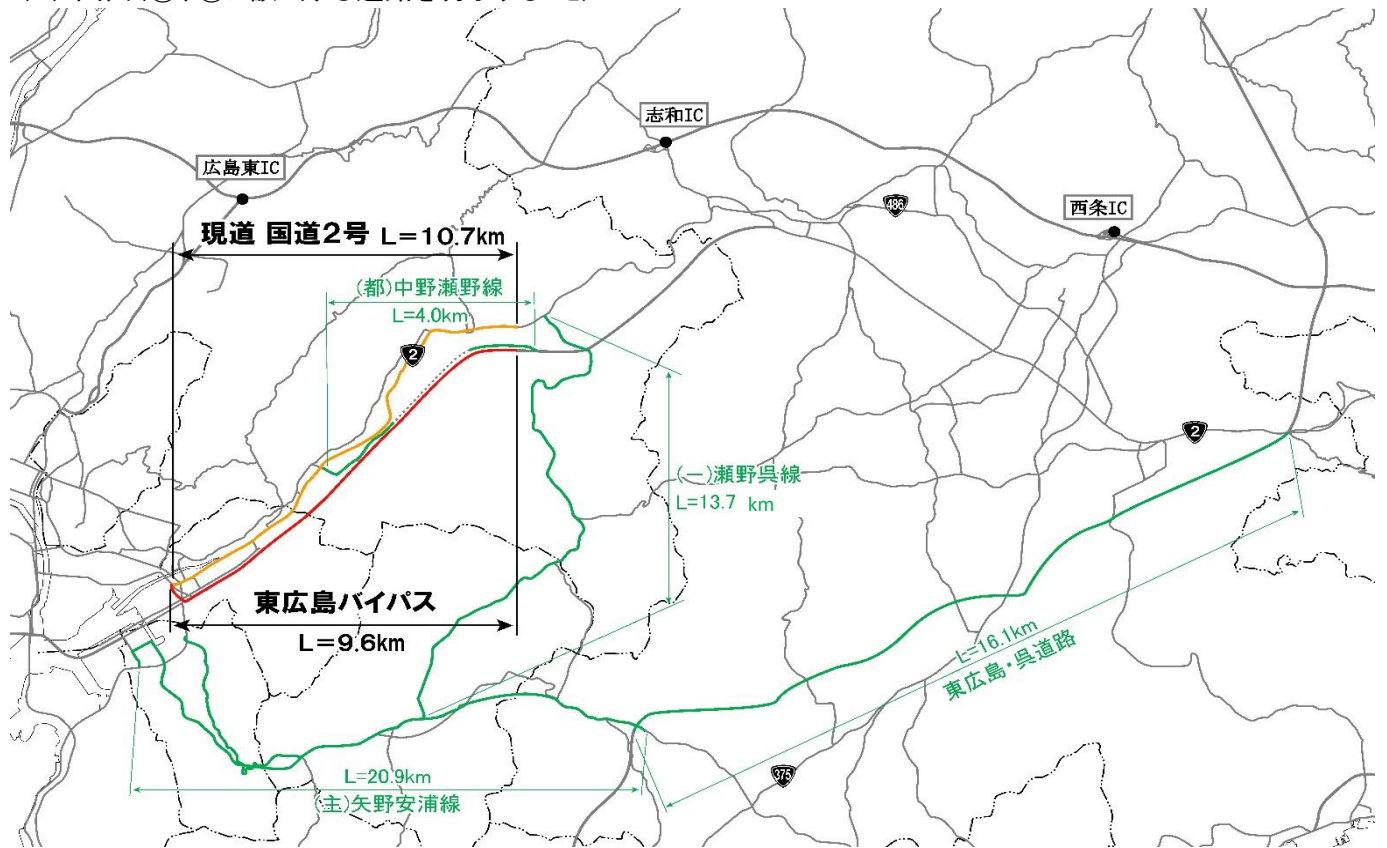 志和IC
広島東IC
486
西条IC
現道 国道2号 L=10.7km
(都)中野瀬野線
L=4.0km
2
2
(一)瀬野呉線
L=13.7 km
東広島バイパス
L=9.6km
L=16.1km
東広島・呉道路
L=20.9km
(主)矢野安浦線
375